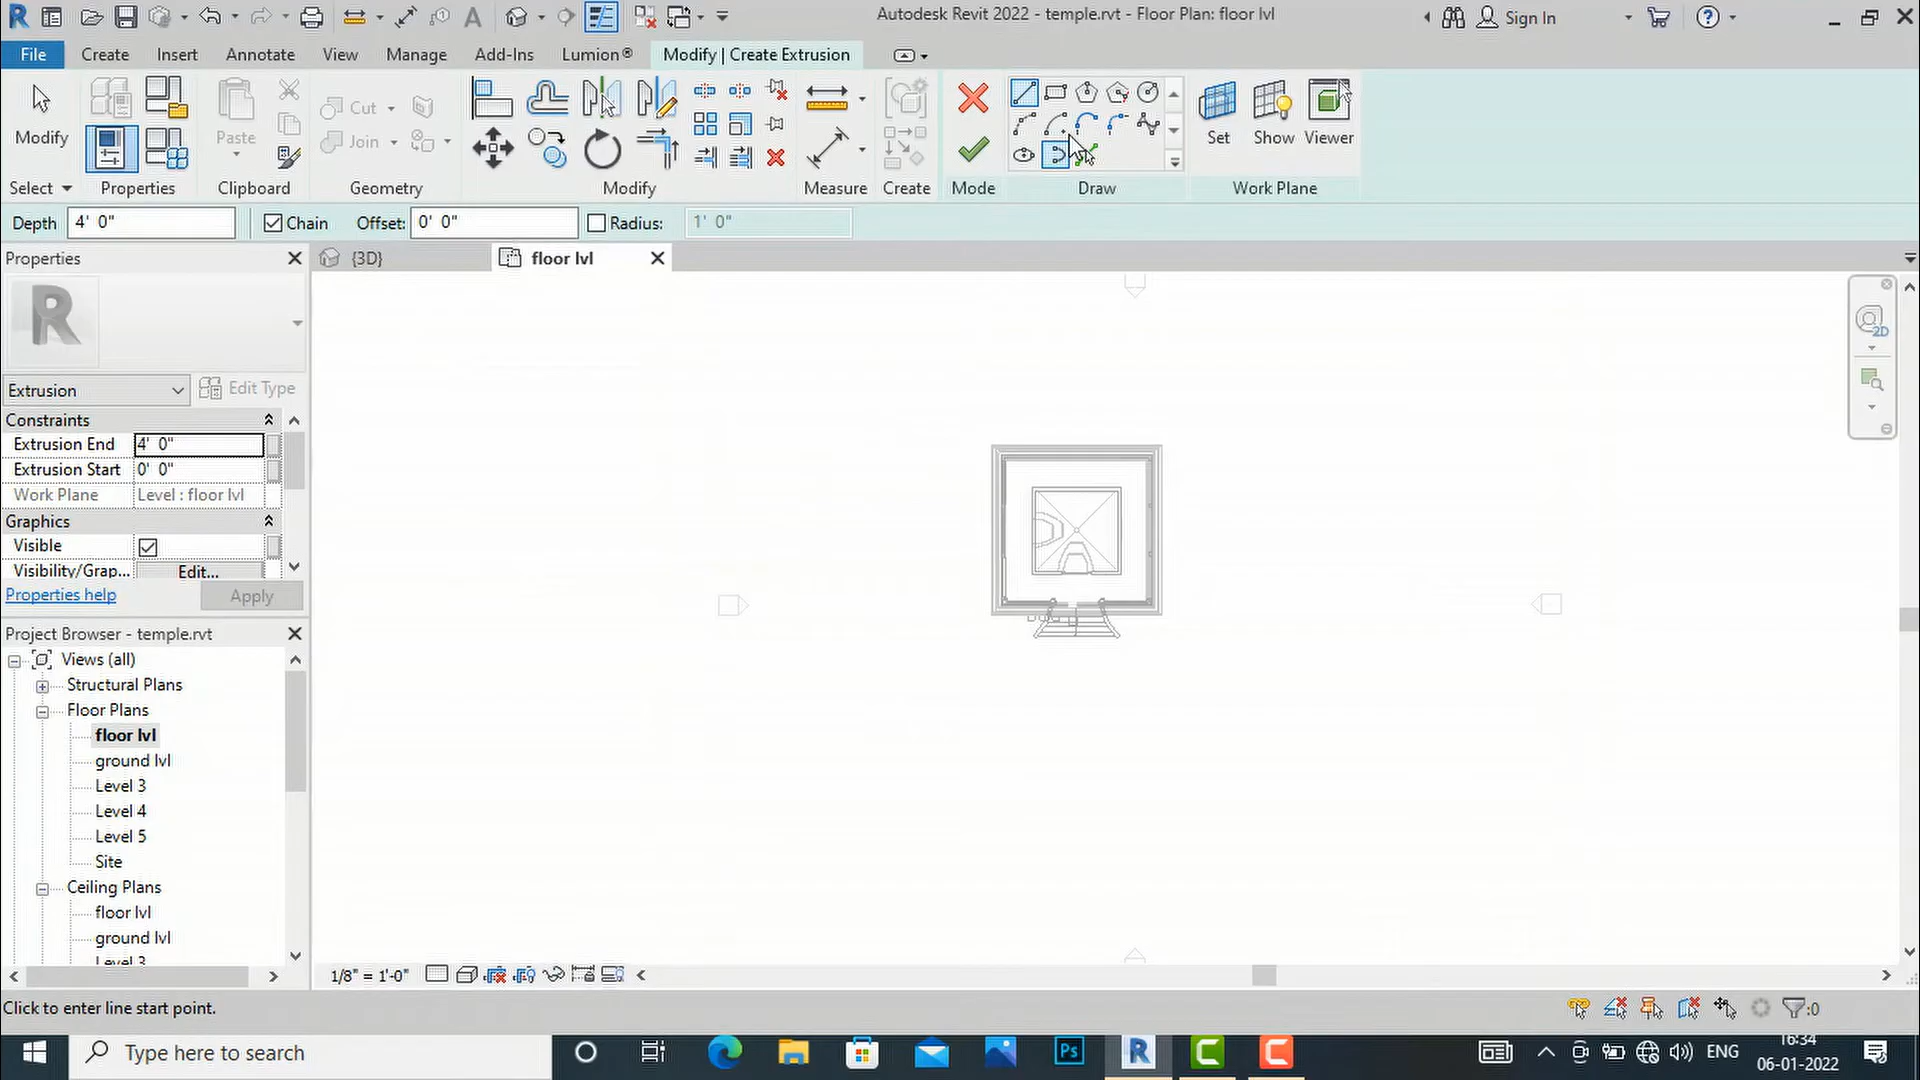 Autodesk Revit 2022 - temple.rvt - Floor Plan: floor lvl
Sign In
File
Create
Insert
Annotate
View
Manage
Add-Ins
Lumion®
Modify | Create Extrusion
Modify
Paste
Cut
Join
Set
Show
Viewer
Select
Properties
Clipboard
Geometry
Modify
Measure
Create
Mode
Draw
Work Plane
Depth
4' 0"
Chain
Offset:
0' 0"
Radius:
1' 0"
Properties
{3D}
floor lvl
2D
R
Extrusion
Edit Type
Constraints
Extrusion End
4' 0"
Extrusion Start
0' 0"
Work Plane
Level : floor lvl
Graphics
Visible
Visibility/Grap...
Edit...
Properties help
Apply
Project Browser - temple.rvt
Views (all)
Structural Plans
Floor Plans
floor lvl
ground lvl
Level 3
Level 4
Level 5
Site
Ceiling Plans
floor lvl
ground lvl
Level 3
1/8" = 1'-0"
Click to enter line start point.
:0
Type here to search
Ps
R
C
C
ENG
16:34
06-01-2022